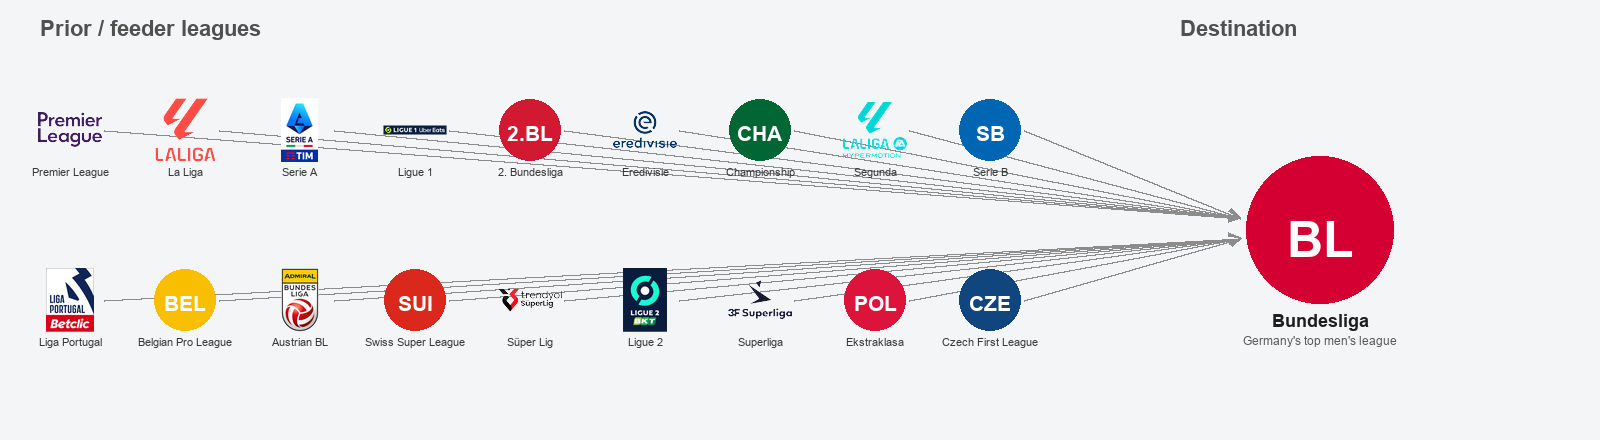 Prior / feeder leagues
Destination
Premier
League
LALIGA
SERIE A
TIM
LIGUE 1 Uber Eats
2.BL
eredivisie
CHA
LALIGA
HYPERMOTION
SB
Premier League
La Liga
Serie A
Ligue 1
2. Bundesliga
Eredivisie
Championship
Segunda
Serie B
BL
Bundesliga
Germany's top men's league
LIGA
PORTUGAL
Betclic
BEL
ADMIRAL
BUNDES
LIGA
SUI
trendyol
SüperLig
LIGUE 2
BKT
3F Superliga
POL
CZE
Liga Portugal
Belgian Pro League
Austrian BL
Swiss Super League
Süper Lig
Ligue 2
Superliga
Ekstraklasa
Czech First League